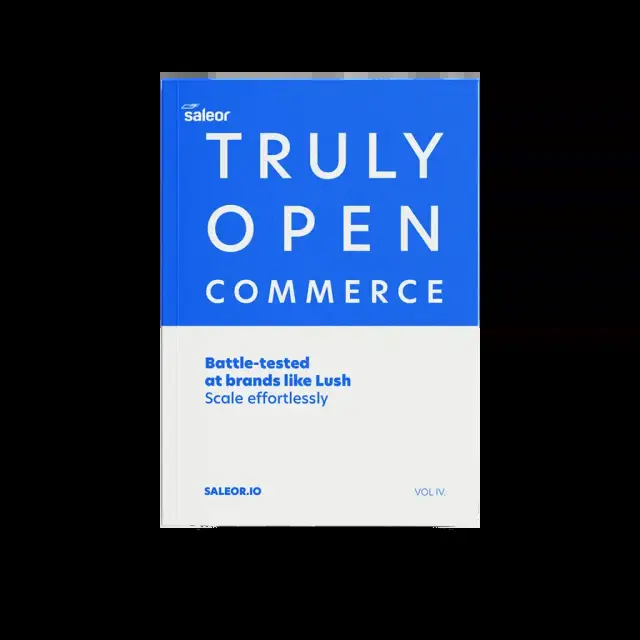 saleor
TRULY
OPEN
COMMERCE
Battle-tested
at brands like Lush
Scale effortlessly
SALEOR.IO
VOL IV.